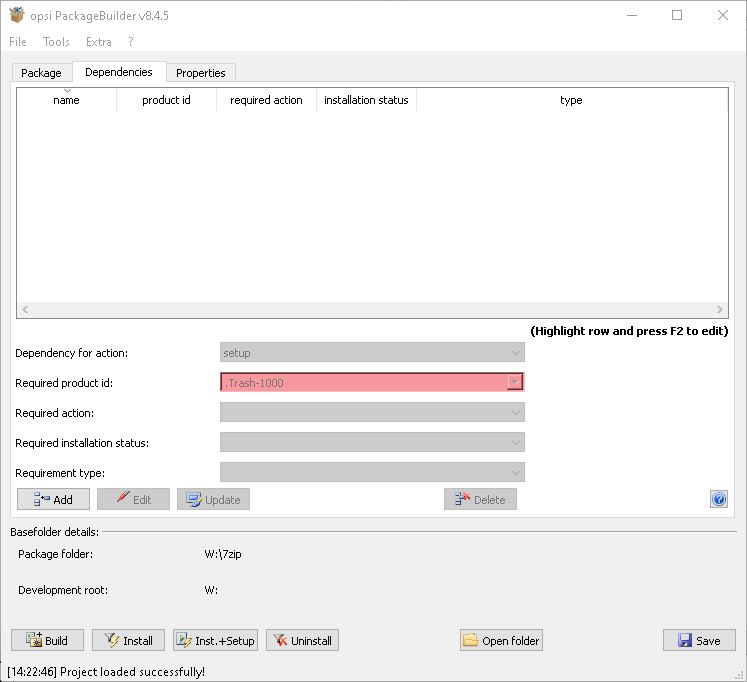 opsi PackageBuilder v8.4.5
File Tools Extra ?
Package Dependencies Properties
name product id required action installation status type
(Highlight row and press F2 to edit)
Dependency for action: setup
Required product id: .Trash-1000
Required action:
Required installation status:
Requirement type:
Add Edit Update Delete
Basefolder details:
Package folder: W:\7zip
Development root: W:
Build Install Inst.+Setup Uninstall Open folder Save
[14:22:46] Project loaded successfully!